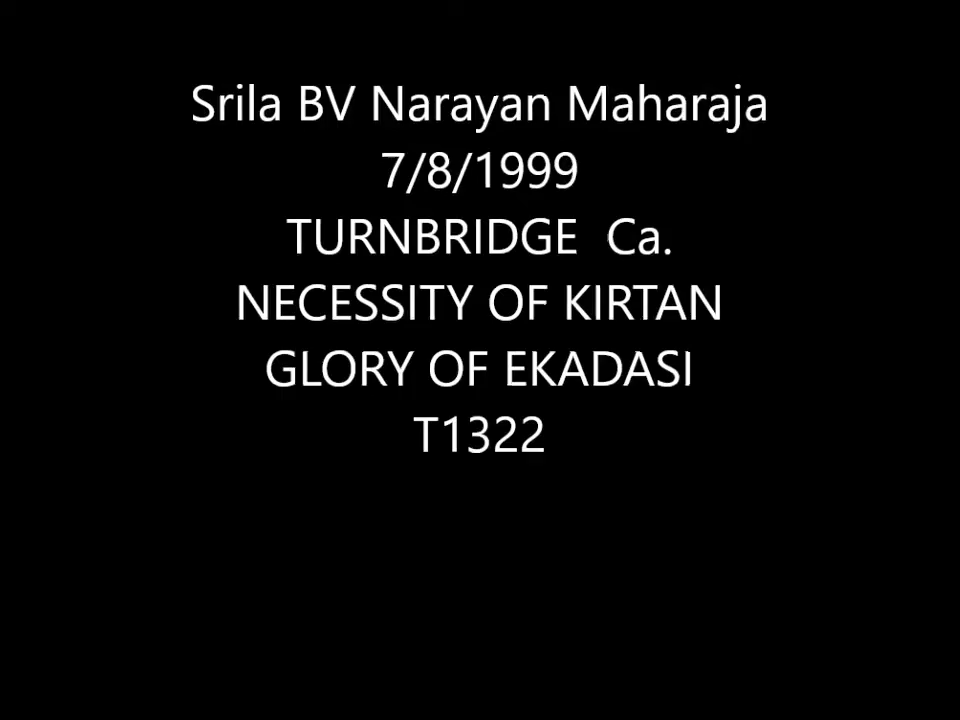 Srila BV Narayan Maharaja
7/8/1999
TURNBRIDGE  Ca.
NECESSITY OF KIRTAN
GLORY OF EKADASI
T1322